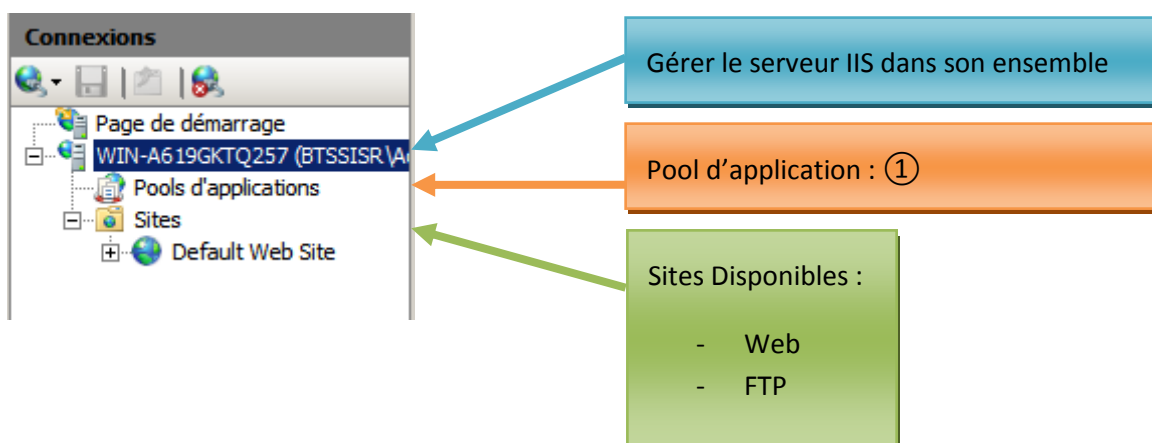 Connexions
Page de démarrage
WIN-A619GKTQ257 (BTSSISR\A
Pools d'applications
Sites
Default Web Site
Gérer le serveur IIS dans son ensemble
Pool d’application : ①
Sites Disponibles :
- Web
- FTP